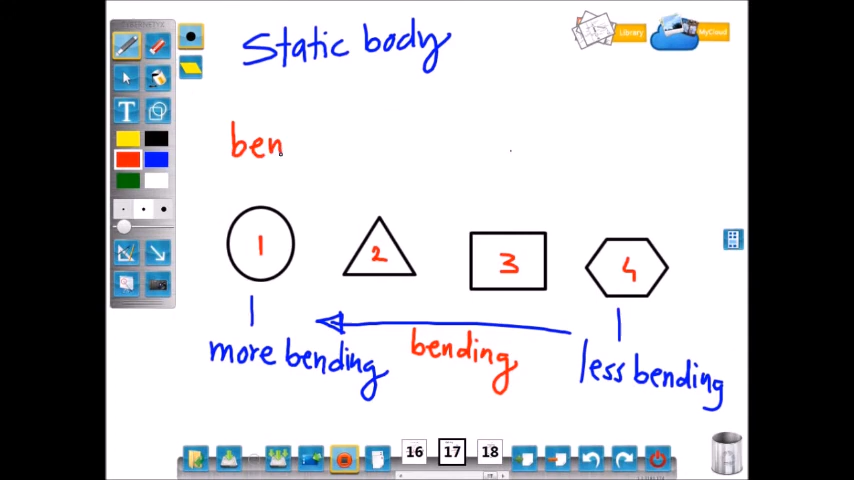 Static body
Library
MyCloud
T
ben
1 2 3 4
more bending
bending
less bending
16 17 18